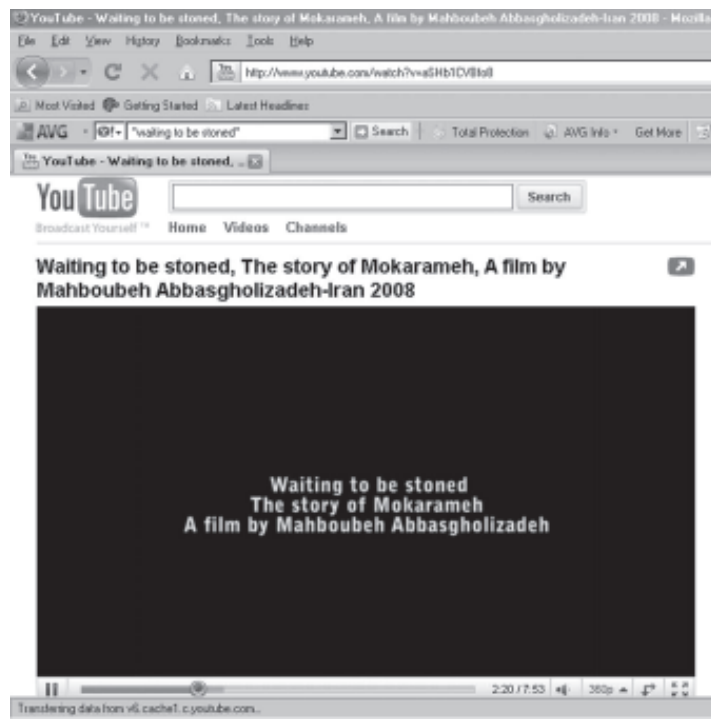 YouTube - Waiting to be stoned, The story of Mokarameh, A film by Mahboubeh Abbasgholizadeh-Iran 2008 - Mozilla
File Edit View History Bookmarks Tools Help
Most Visited Getting Started Latest Headlines
AVG "waiting to be stoned" Search Total Protection AVG Info Get More
YouTube - Waiting to be stoned, ...
YouTube Search
Broadcast Yourself ™ Home Videos Channels
Waiting to be stoned, The story of Mokarameh, A film by
Mahboubeh Abbasgholizadeh-Iran 2008
Waiting to be stoned
The story of Mokarameh
A film by Mahboubeh Abbasgholizadeh
2:20 / 7:53 360p
Transferring data from v6.cache1.c.youtube.com...